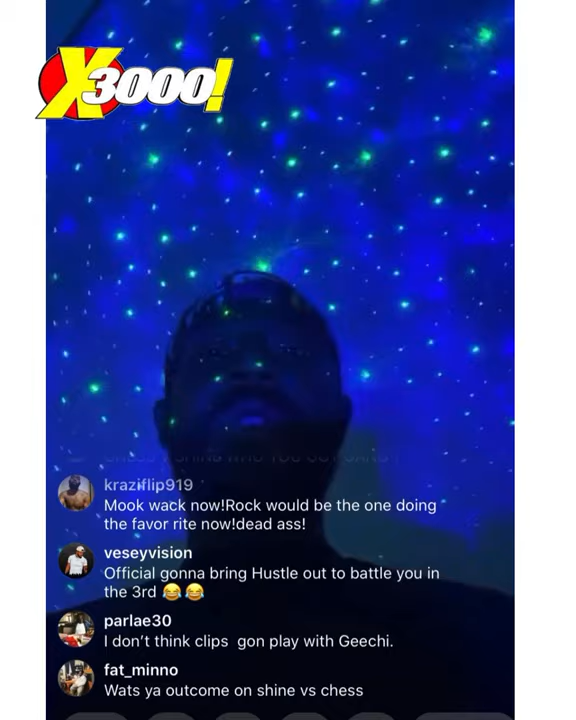 X3000!
kraziflip919
Mook wack now!Rock would be the one doing
the favor rite now!dead ass!
veseyvision
Official gonna bring Hustle out to battle you in
the 3rd 😂😂
parlae30
I don't think clips  gon play with Geechi.
fat_minno
Wats ya outcome on shine vs chess